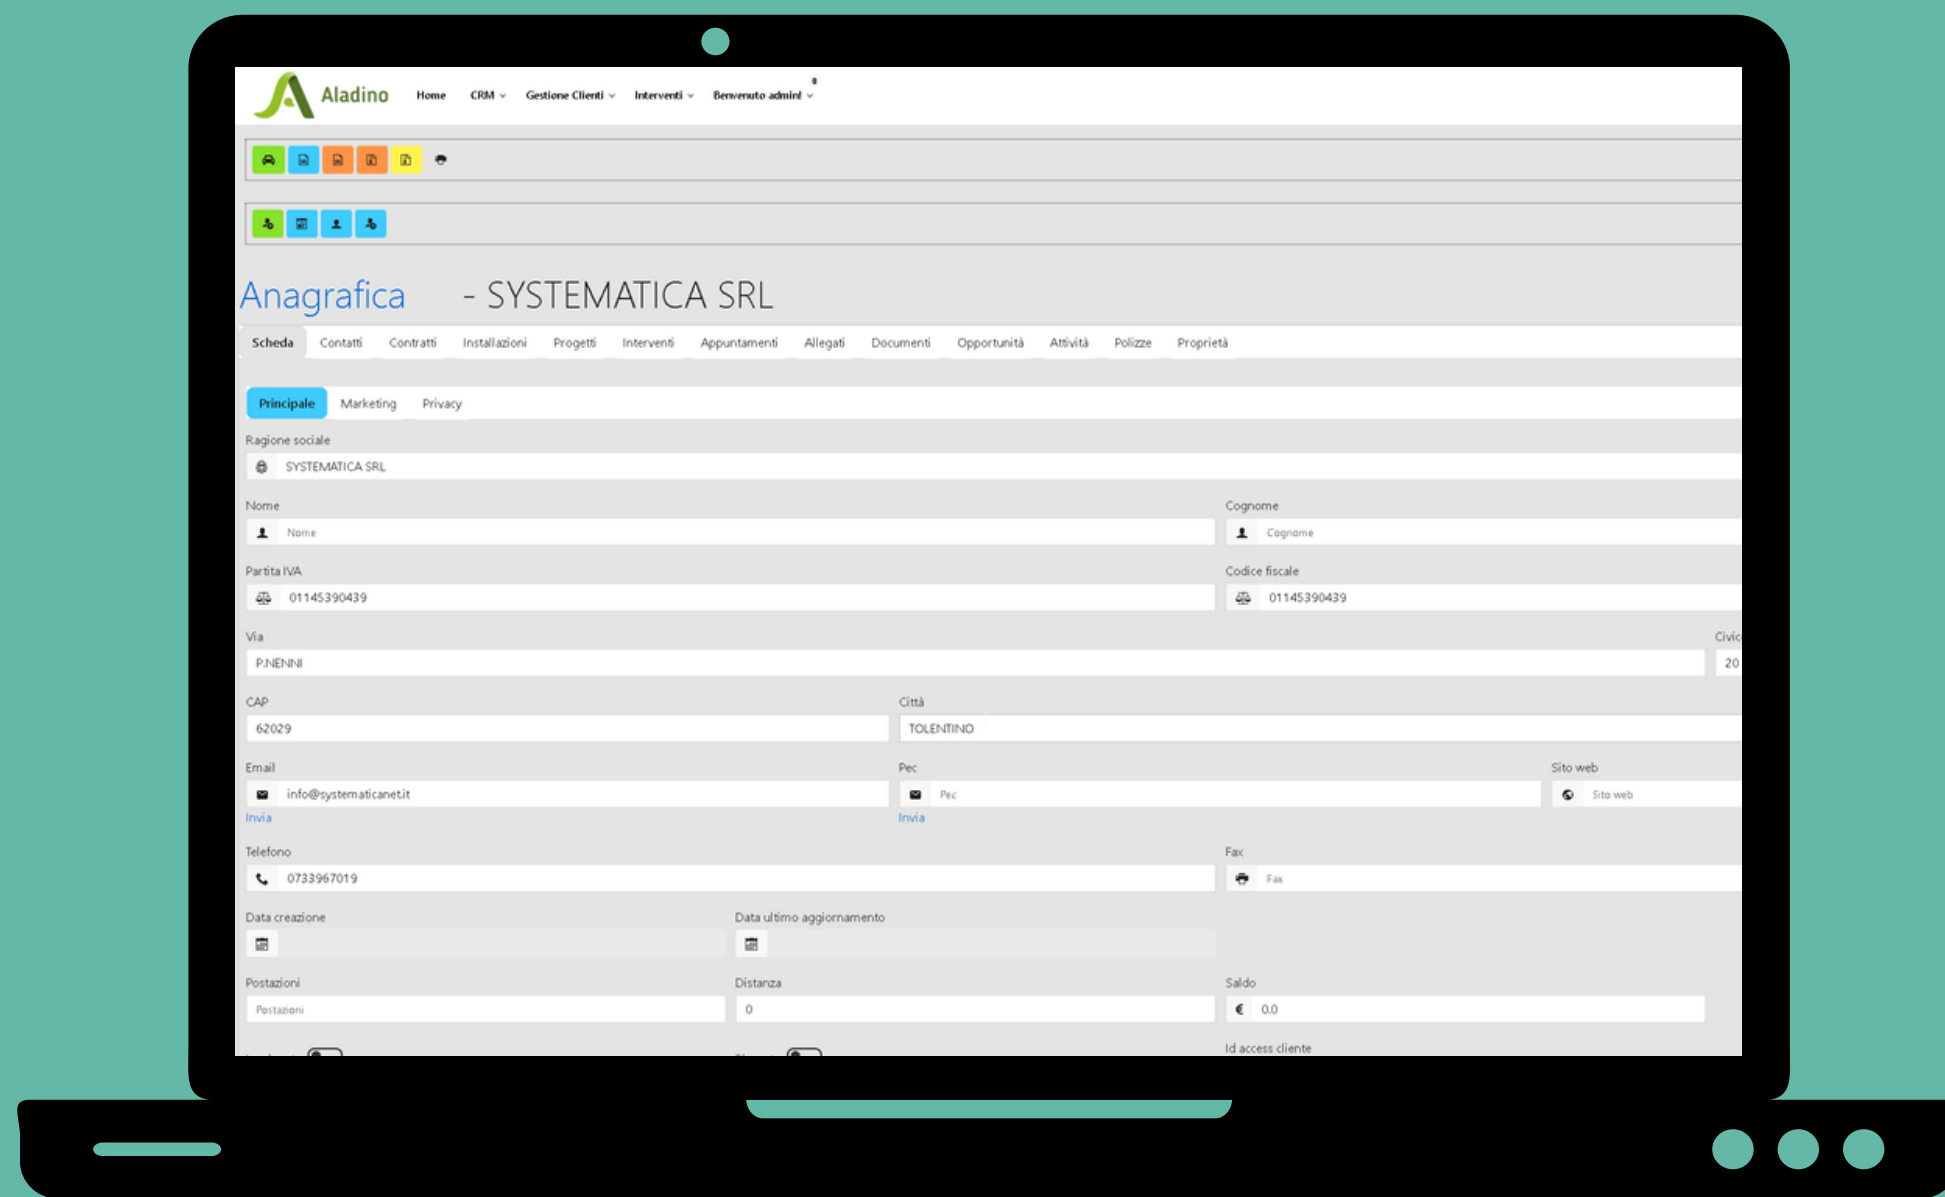 Aladino Home CRM Gestione Clienti Interventi Benvenuto admin!
Anagrafica - SYSTEMATICA SRL
Scheda Contatti Contratti Installazioni Progetti Interventi Appuntamenti Allegati Documenti Opportunità Attività Polizze Proprietà
Principale Marketing Privacy
Ragione sociale
SYSTEMATICA SRL
Nome Cognome
Nome Cognome
Partita IVA Codice fiscale
01145390439 01145390439
Via Civic
P.NENNI 20
CAP Città
62029 TOLENTINO
Email Pec Sito web
info@systematicanet.it Pec Sito web
Invia Invia
Telefono Fax
0733967019 Fax
Data creazione Data ultimo aggiornamento
Postazioni Distanza Saldo
Postazioni 0 € 0.0
Id access cliente